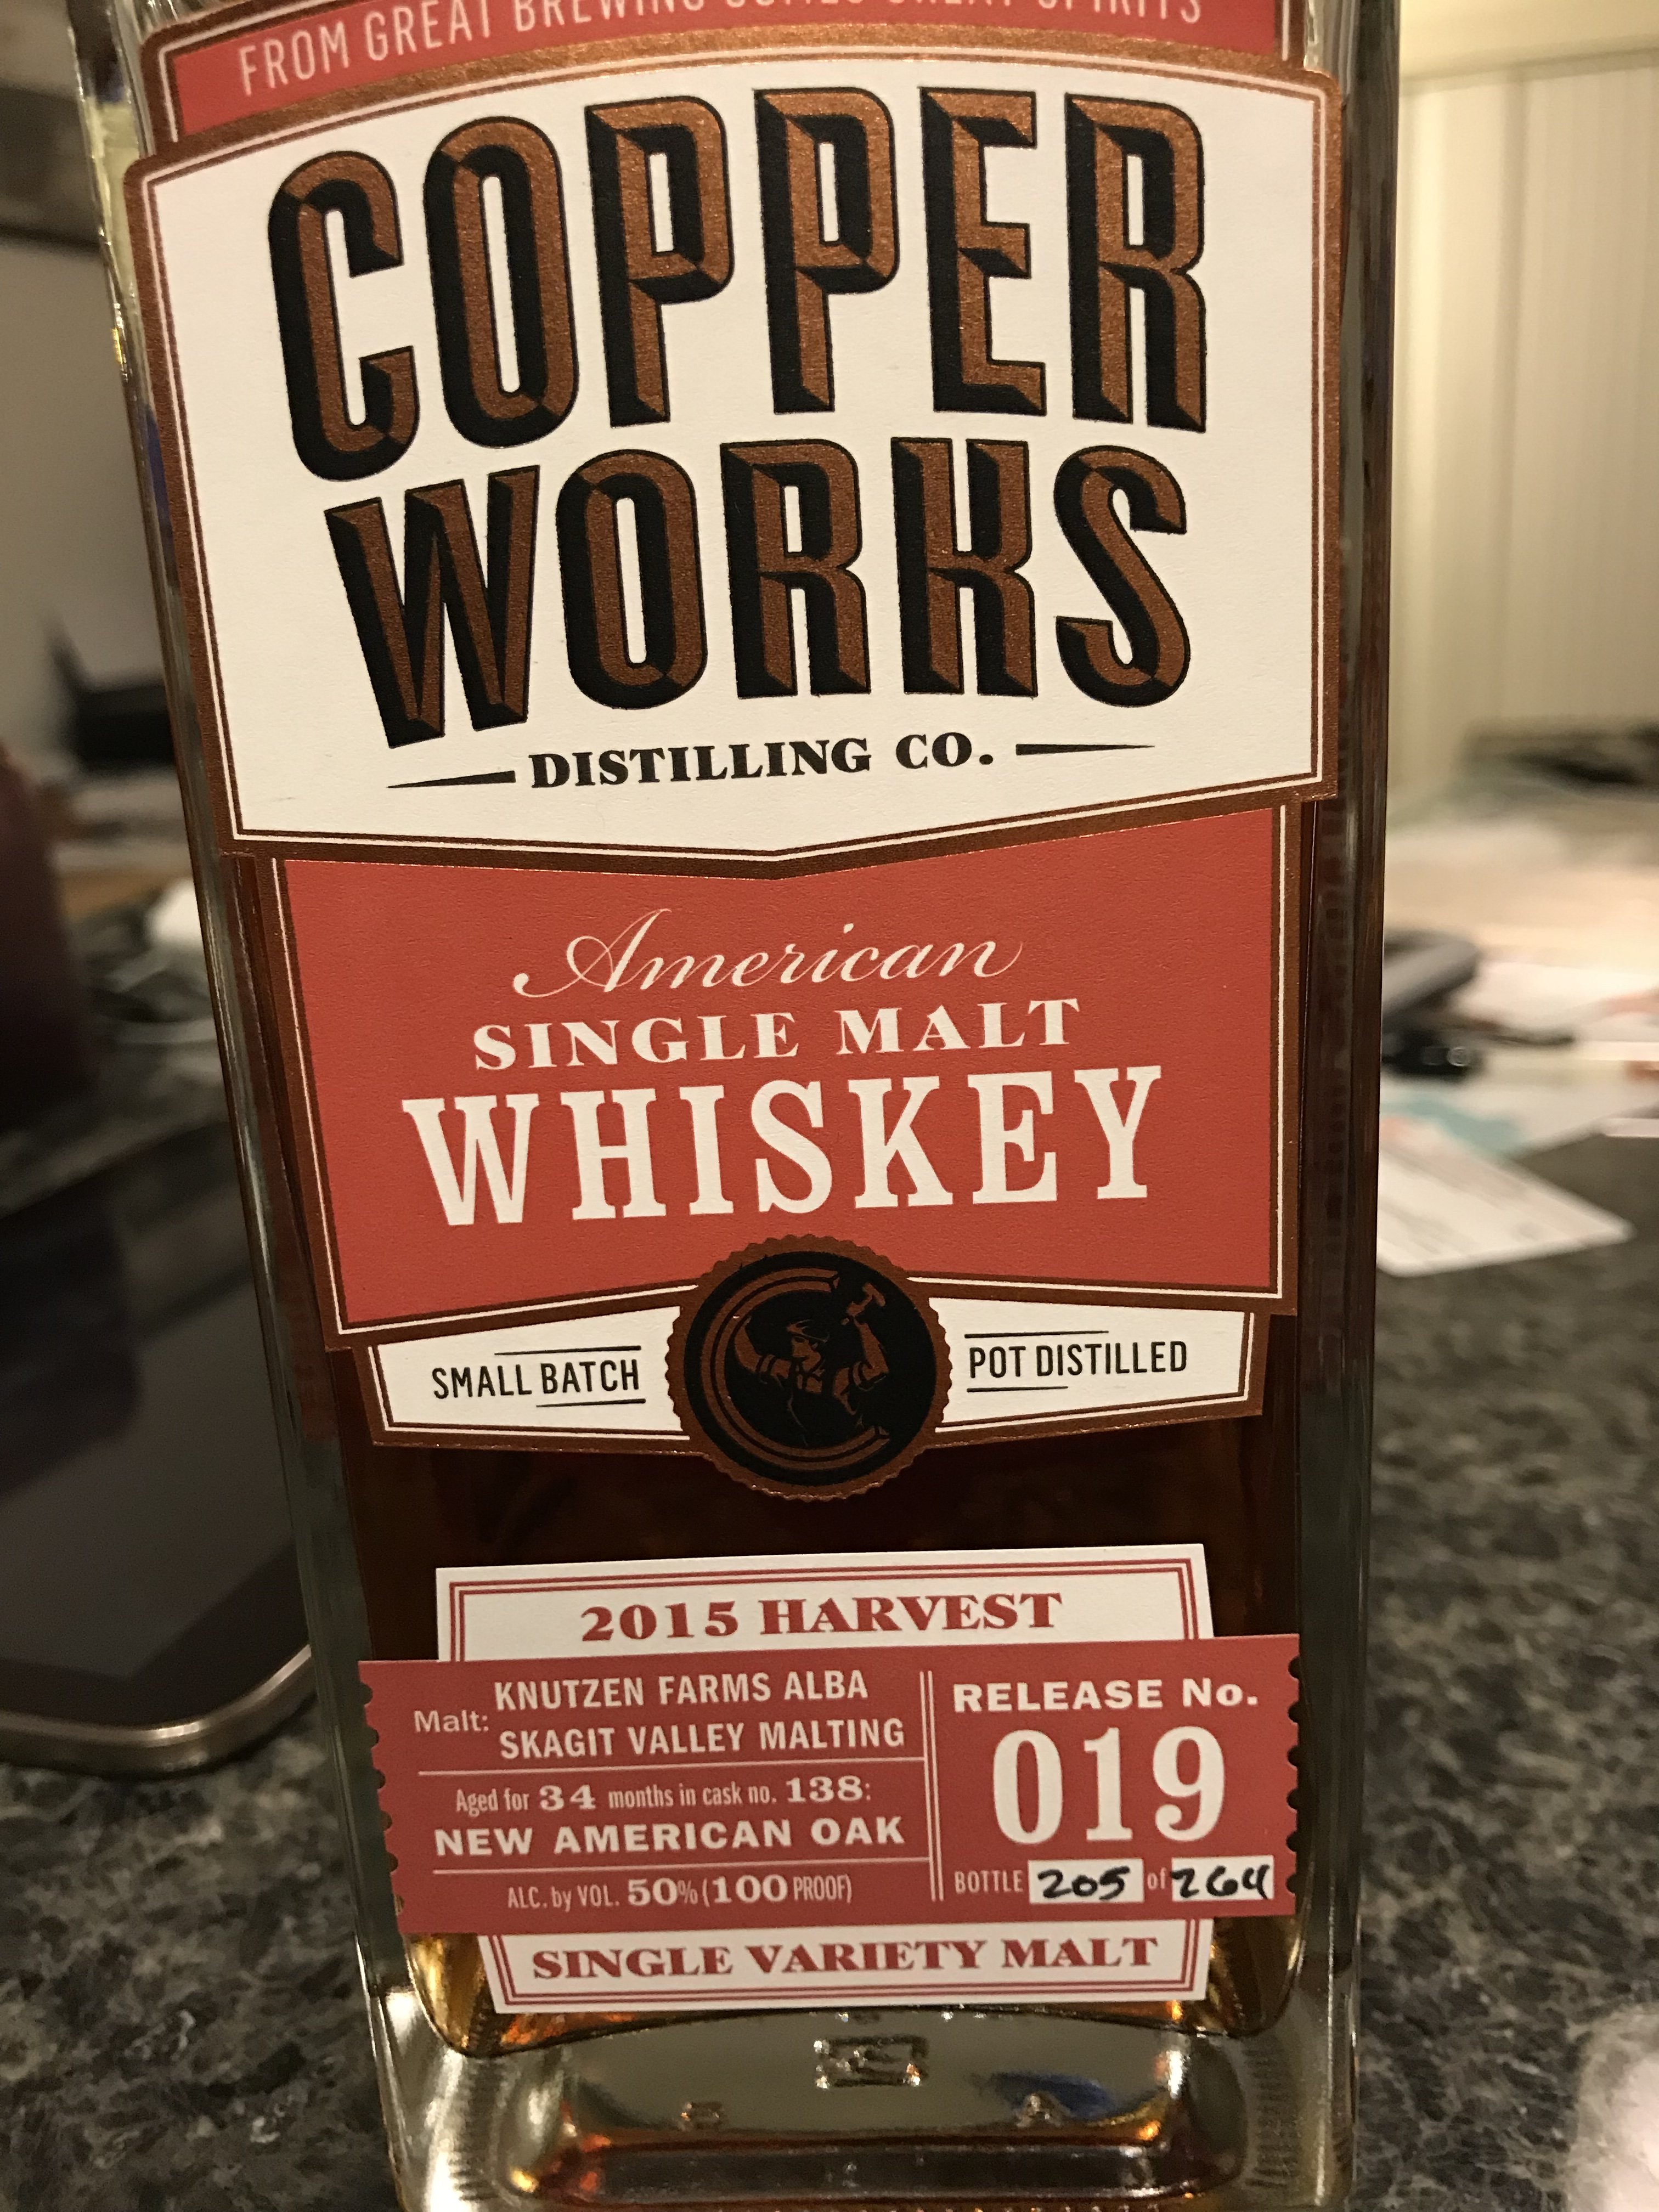 FROM GREAT BREWING COMES GREAT SPIRITS
COPPER
WORKS
DISTILLING CO.
American
SINGLE MALT
WHISKEY
SMALL BATCH
POT DISTILLED
2015 HARVEST
Malt: KNUTZEN FARMS ALBA
SKAGIT VALLEY MALTING
Aged for 34 months in cask no. 138:
NEW AMERICAN OAK
ALC. by VOL. 50% (100 PROOF)
RELEASE No.
019
BOTTLE 205 of 264
SINGLE VARIETY MALT